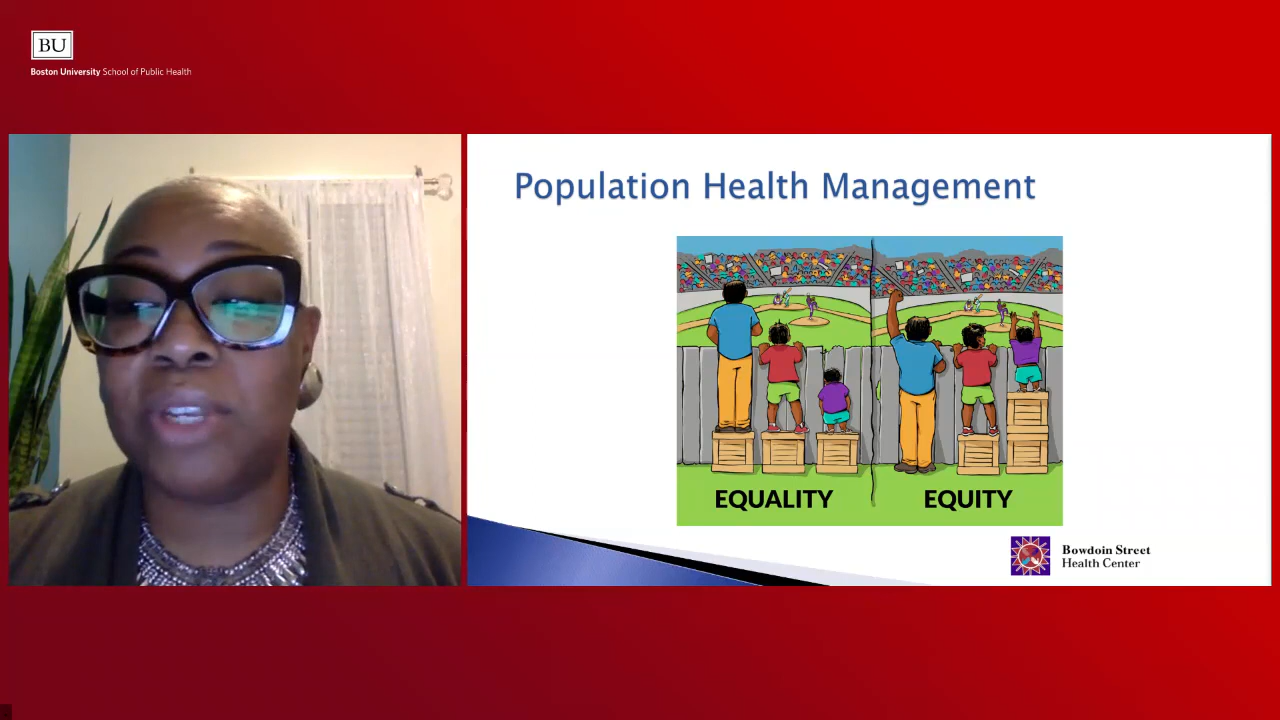 BU
Boston University School of Public Health
Population Health Management
EQUALITY
EQUITY
Bowdoin Street
Health Center